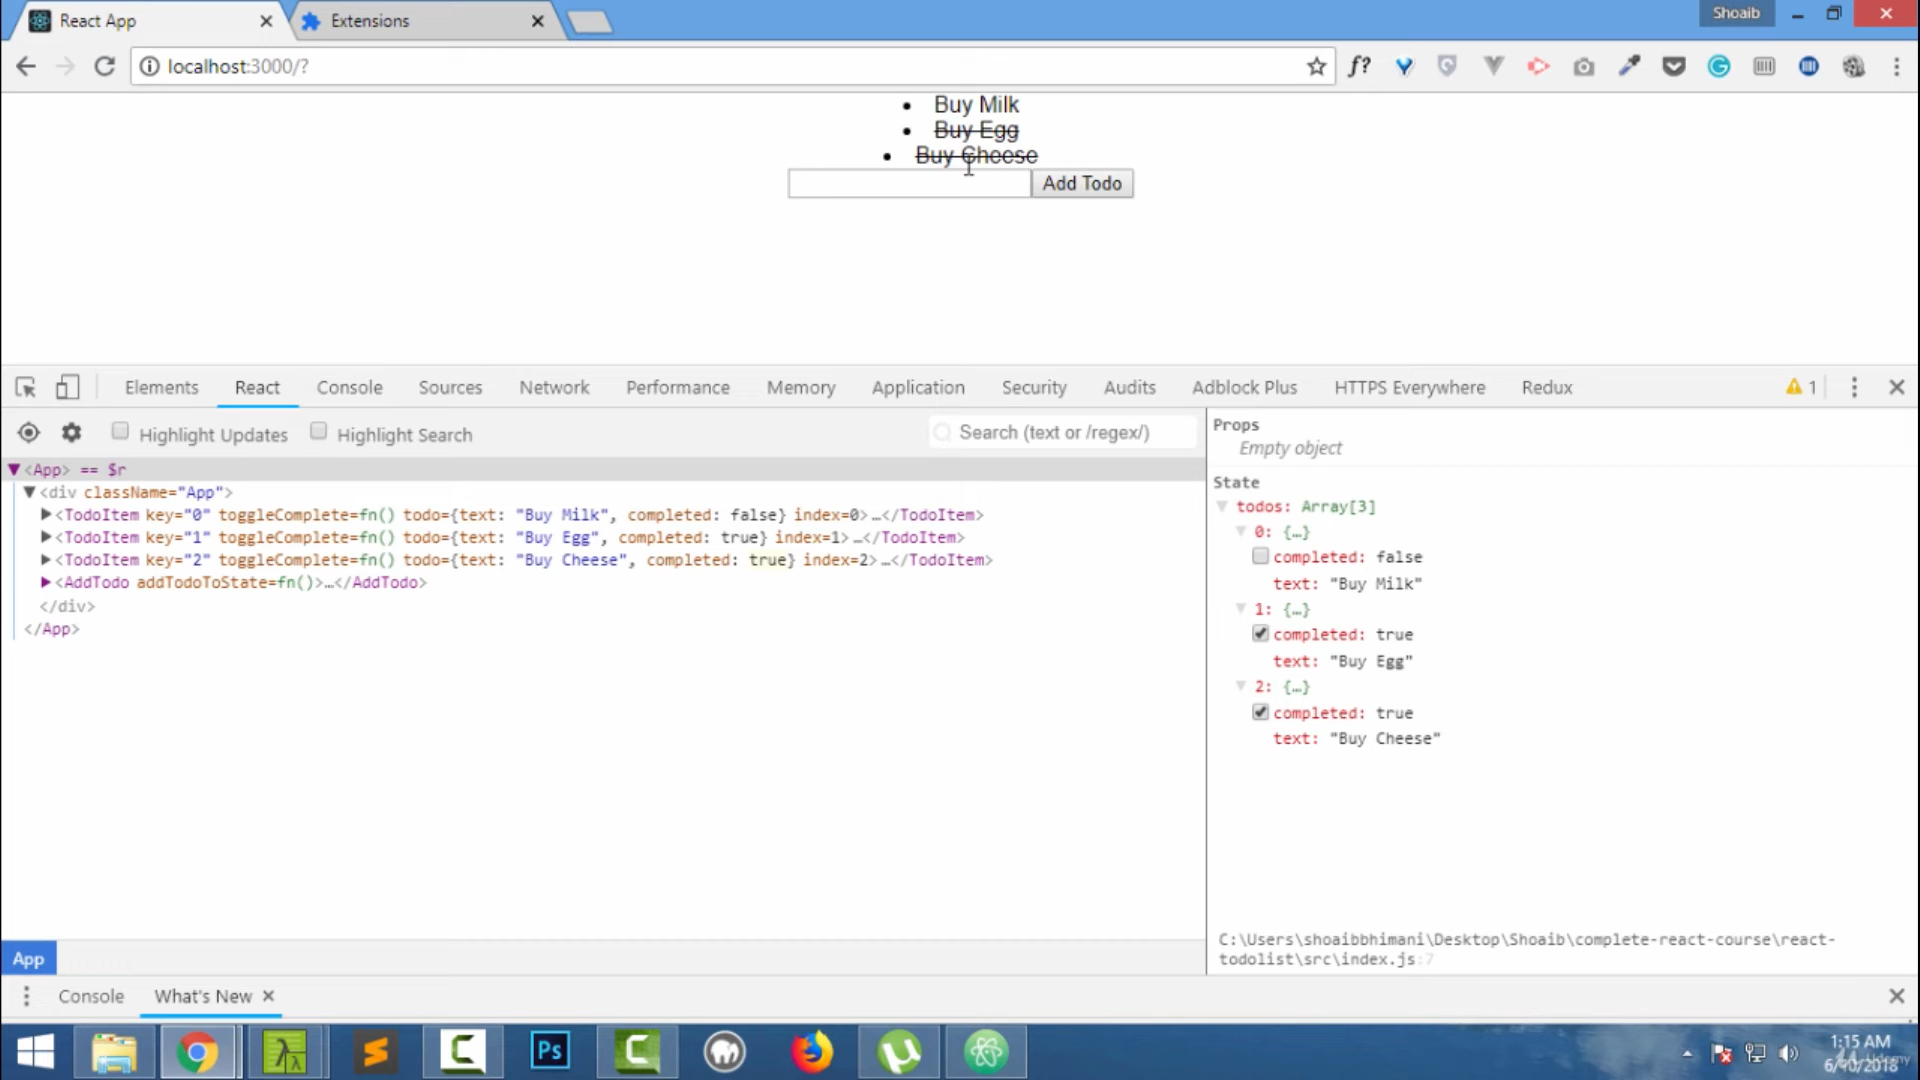 React App
Extensions
Shoaib
localhost:3000/?
f?
• Buy Milk
• Buy Egg
• Buy Cheese
Add Todo
Elements React Console Sources Network Performance Memory Application Security Audits Adblock Plus HTTPS Everywhere Redux 1
Highlight Updates Highlight Search Search (text or /regex/)
<App> == $r
<div className="App">
<TodoItem key="0" toggleComplete=fn() todo={text: "Buy Milk", completed: false} index=0>…</TodoItem>
<TodoItem key="1" toggleComplete=fn() todo={text: "Buy Egg", completed: true} index=1>…</TodoItem>
<TodoItem key="2" toggleComplete=fn() todo={text: "Buy Cheese", completed: true} index=2>…</TodoItem>
<AddTodo addTodoToState=fn()>…</AddTodo>
</div>
</App>
Props
Empty object
State
todos: Array[3]
0: {…}
completed: false
text: "Buy Milk"
1: {…}
completed: true
text: "Buy Egg"
2: {…}
completed: true
text: "Buy Cheese"
C:\Users\shoaibbhimani\Desktop\Shoaib\complete-react-course\react-
todolist\src\index.js:7
App
Console What's New
Ps
1:15 AM
6/10/2018
Udemy